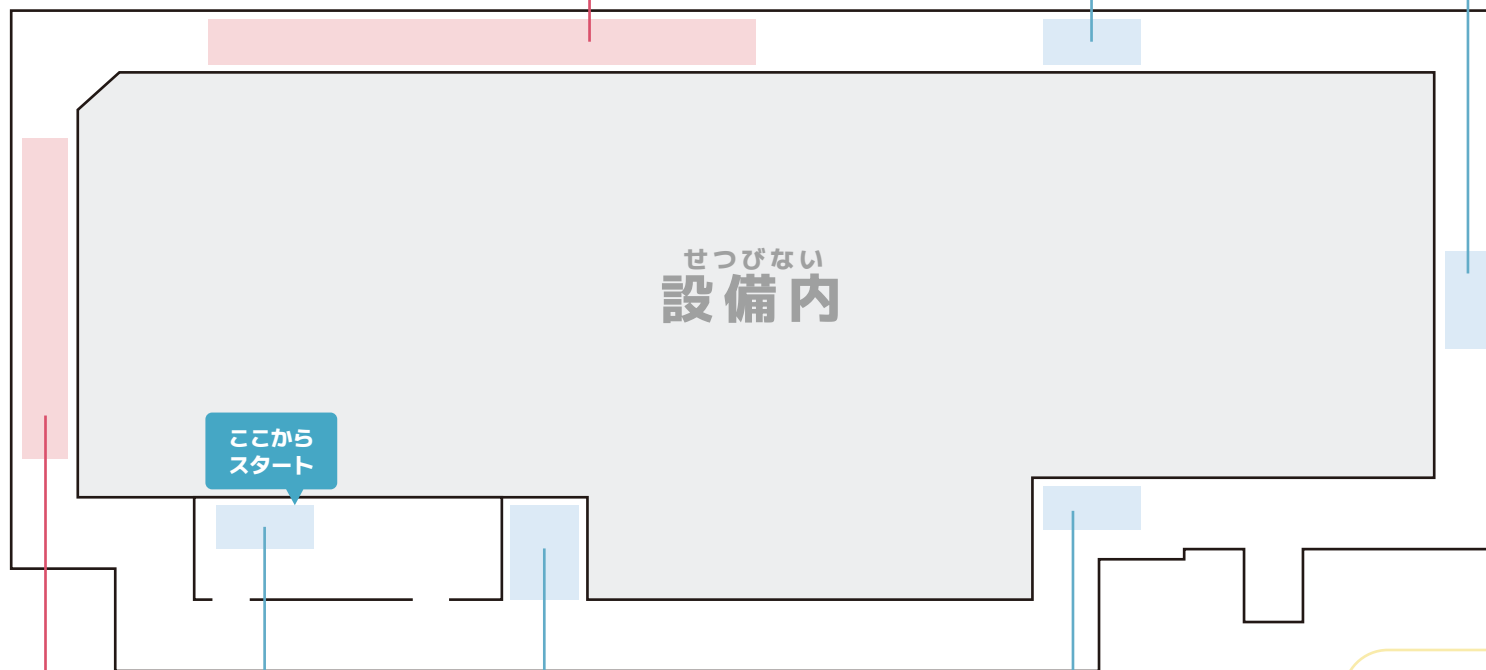 せつびない
設備内
ここから
スタート